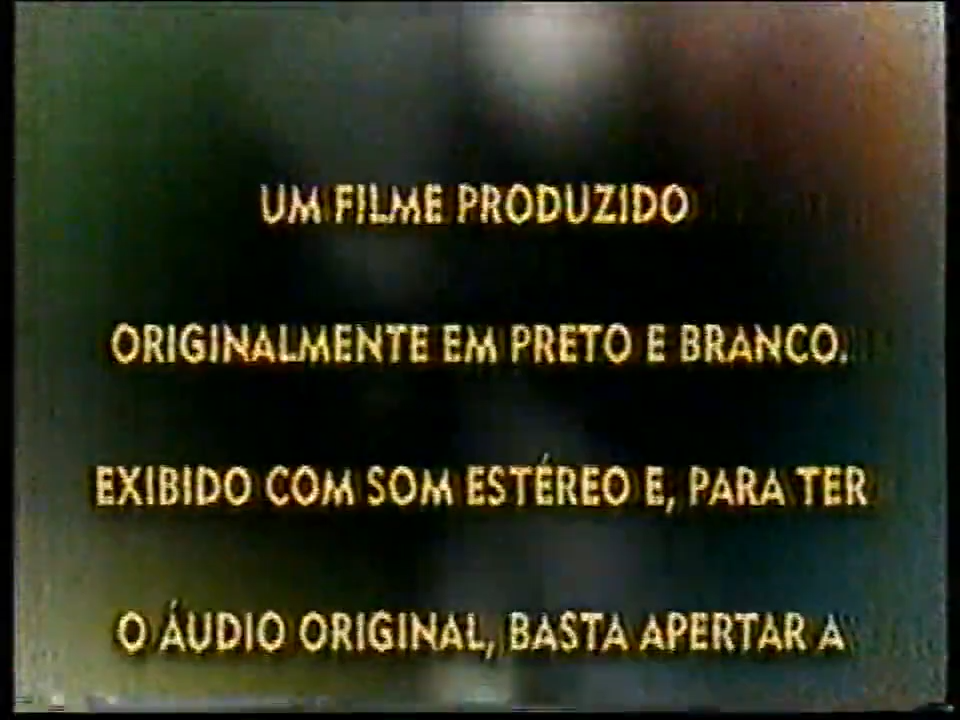 UM FILME PRODUZIDO
ORIGINALMENTE EM PRETO E BRANCO.
EXIBIDO COM SOM ESTÉREO E, PARA TER
O ÁUDIO ORIGINAL, BASTA APERTAR A